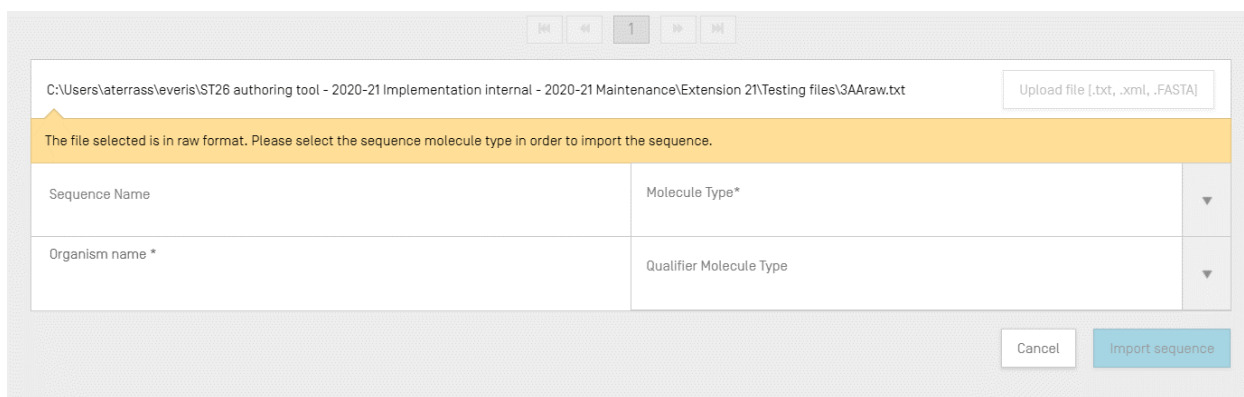 1
C:\Users\aterrass\everis\ST26 authoring tool - 2020-21 Implementation internal - 2020-21 Maintenance\Extension 21\Testing files\3AAraw.txt
Upload file (.txt, .xml, .FASTA)
The file selected is in raw format. Please select the sequence molecule type in order to import the sequence.
Sequence Name
Molecule Type*
Organism name *
Qualifier Molecule Type
Cancel
Import sequence